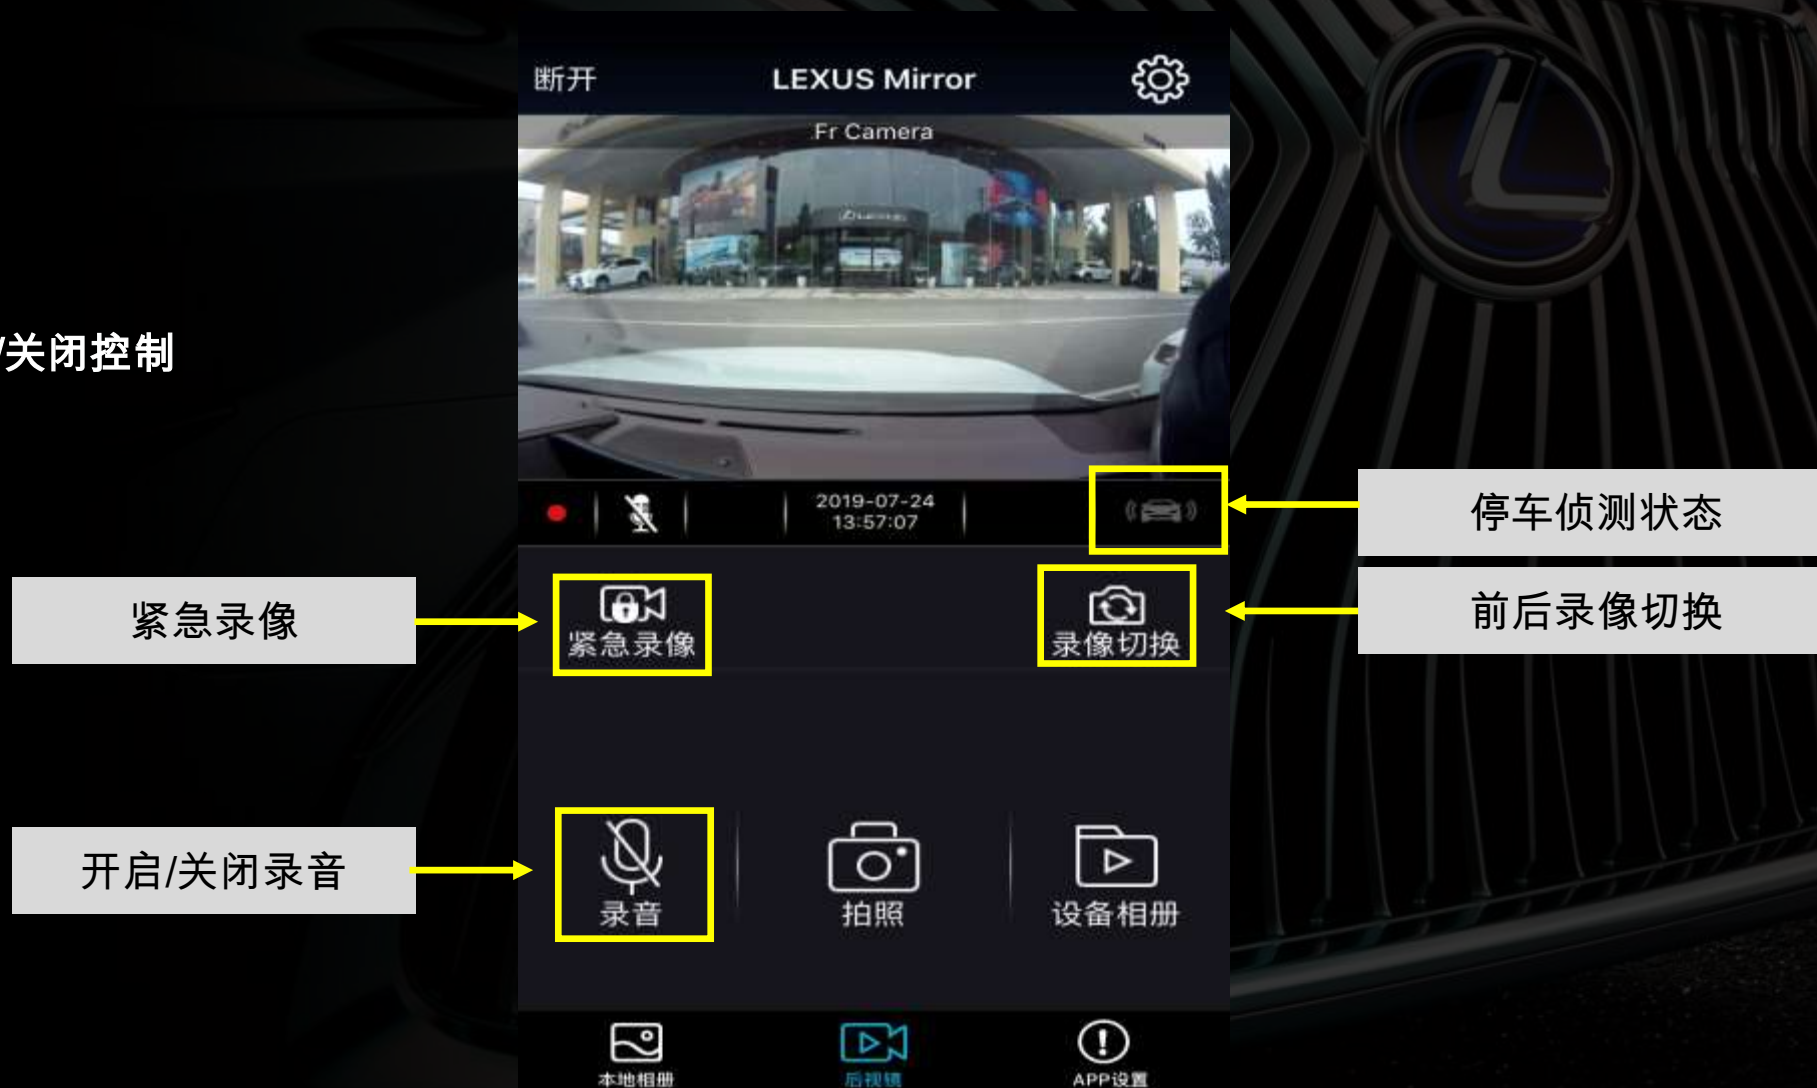 断开
LEXUS Mirror
Fr Camera
LEXUS
/关闭控制
2019-07-24
13:57:07
停车侦测状态
紧急录像
紧急录像
录像切换
前后录像切换
开启/关闭录音
录音
拍照
设备相册
本地相册
后视镜
APP设置